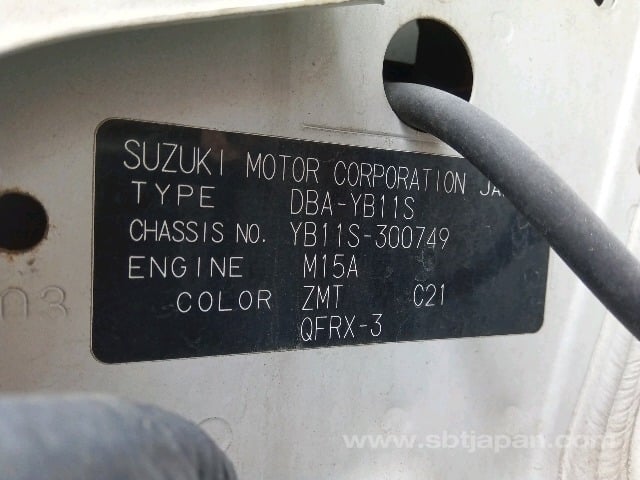 SUZUKI MOTOR CORPORATION JA
TYPE DBA-YB11S
CHASSIS NO. YB11S-300749
ENGINE M15A
COLOR ZMT C21
QFRX-3
03
www.sbtjapan.com